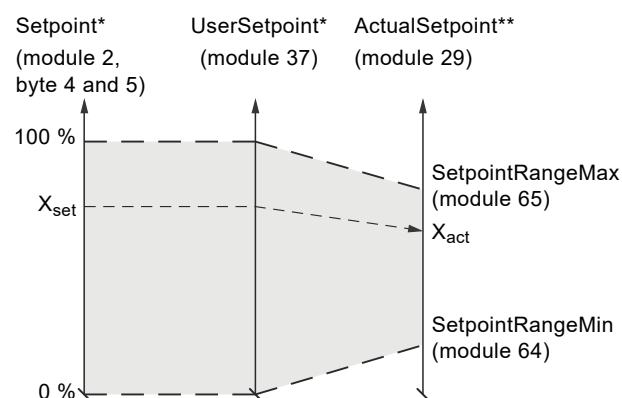 Setpoint*
(module 2,
byte 4 and 5)
UserSetpoint*
(module 37)
ActualSetpoint**
(module 29)
100 %
SetpointRangeMax
(module 65)
Xset
Xact
SetpointRangeMin
(module 64)
0 %